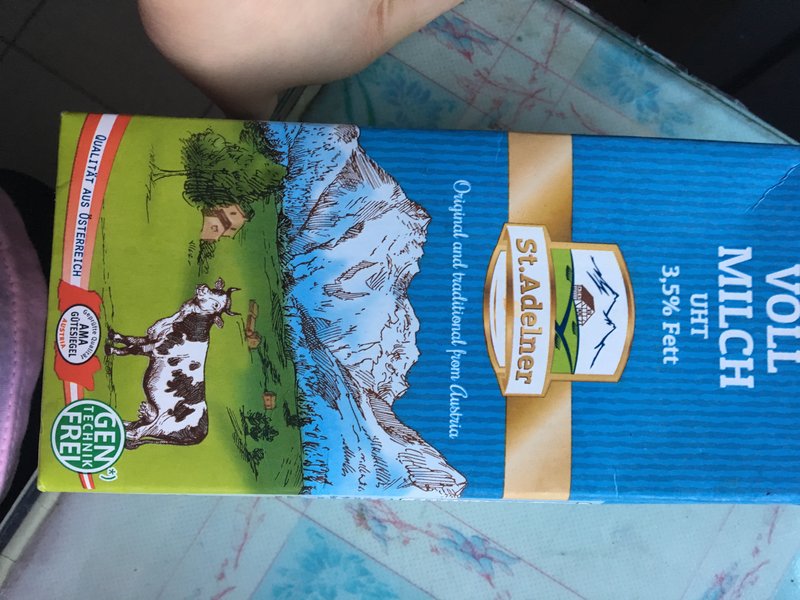 VOLL
MILCH
UHT
3,5% Fett
St.Adelner
Original and traditional from Austria
QUALITÄT AUS ÖSTERREICH
AMA
GÜTESIEGEL
AUSTRIA
GEN
TECHNIK
FREI
*)